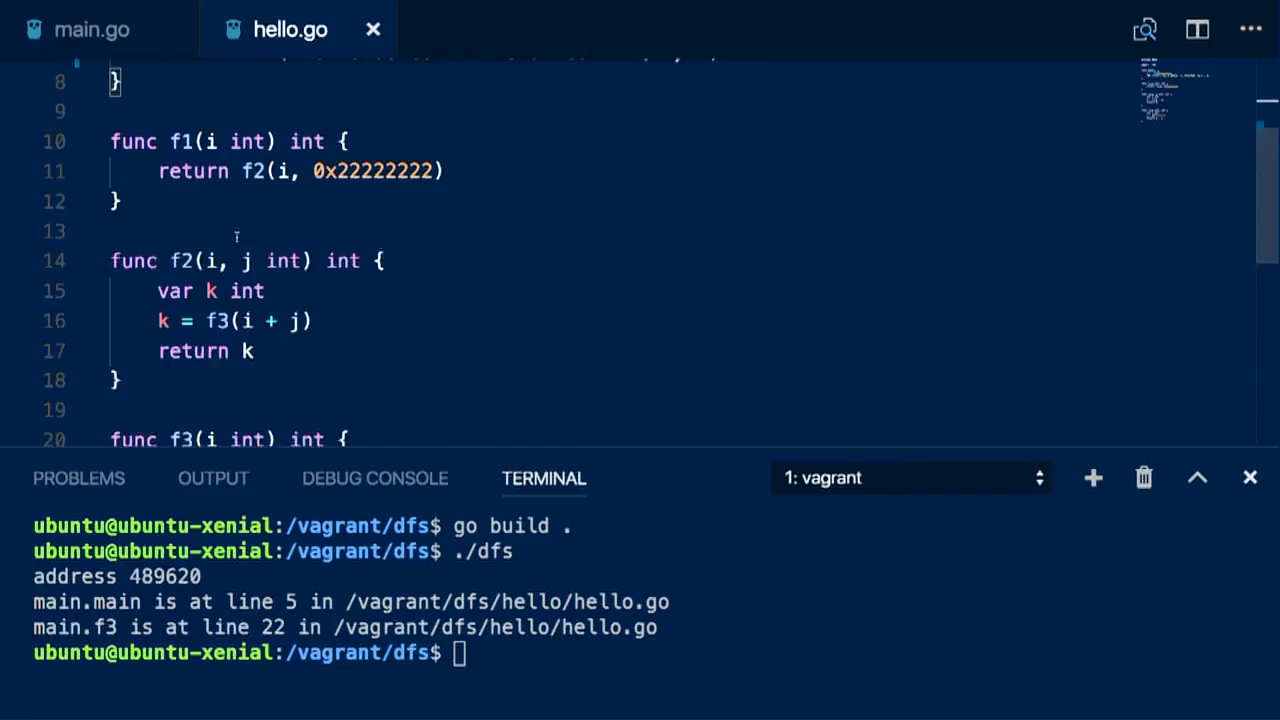 main.go
hello.go
8 }
9
10 func f1(i int) int {
11 return f2(i, 0x22222222)
12 }
13
14 func f2(i, j int) int {
15 var k int
16 k = f3(i + j)
17 return k
18 }
19
20 func f3(i int) int {
PROBLEMS OUTPUT DEBUG CONSOLE TERMINAL 1: vagrant
ubuntu@ubuntu-xenial:/vagrant/dfs$ go build .
ubuntu@ubuntu-xenial:/vagrant/dfs$ ./dfs
address 489620
main.main is at line 5 in /vagrant/dfs/hello/hello.go
main.f3 is at line 22 in /vagrant/dfs/hello/hello.go
ubuntu@ubuntu-xenial:/vagrant/dfs$